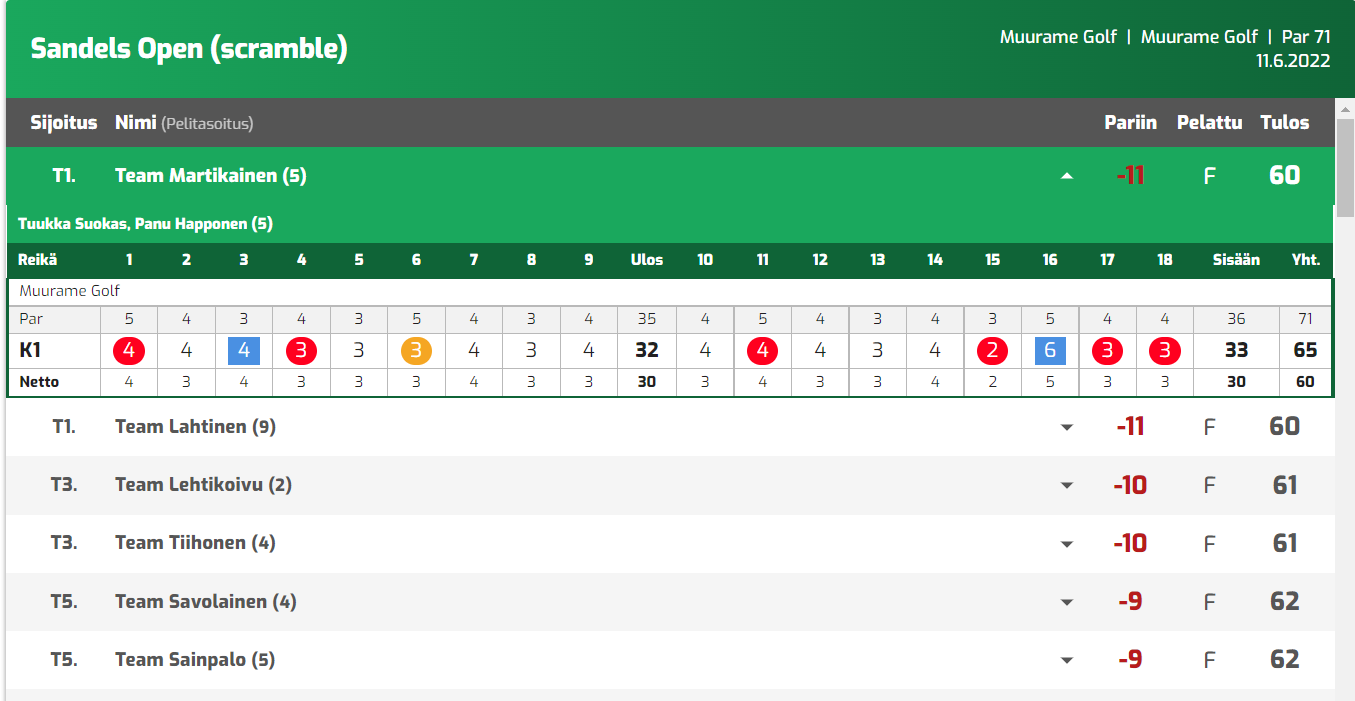 Sandels Open (scramble)
Muurame Golf | Muurame Golf | Par 71
11.6.2022
Sijoitus Nimi (Pelitasoitus) Pariin Pelattu Tulos
T1. Team Martikainen (5) -11 F 60
Tuukka Suokas, Panu Happonen (5)
Reikä 1 2 3 4 5 6 7 8 9 Ulos 10 11 12 13 14 15 16 17 18 Sisään Yht.
Muurame Golf
Par 5 4 3 4 3 5 4 3 4 35 4 5 4 3 4 3 5 4 4 36 71
K1 4 4 4 3 3 3 4 3 4 32 4 4 4 3 4 2 6 3 3 33 65
Netto 4 3 4 3 3 3 4 3 3 30 3 4 3 3 4 2 5 3 3 30 60
T1. Team Lahtinen (9) -11 F 60
T3. Team Lehtikoivu (2) -10 F 61
T3. Team Tiihonen (4) -10 F 61
T5. Team Savolainen (4) -9 F 62
T5. Team Sainpalo (5) -9 F 62